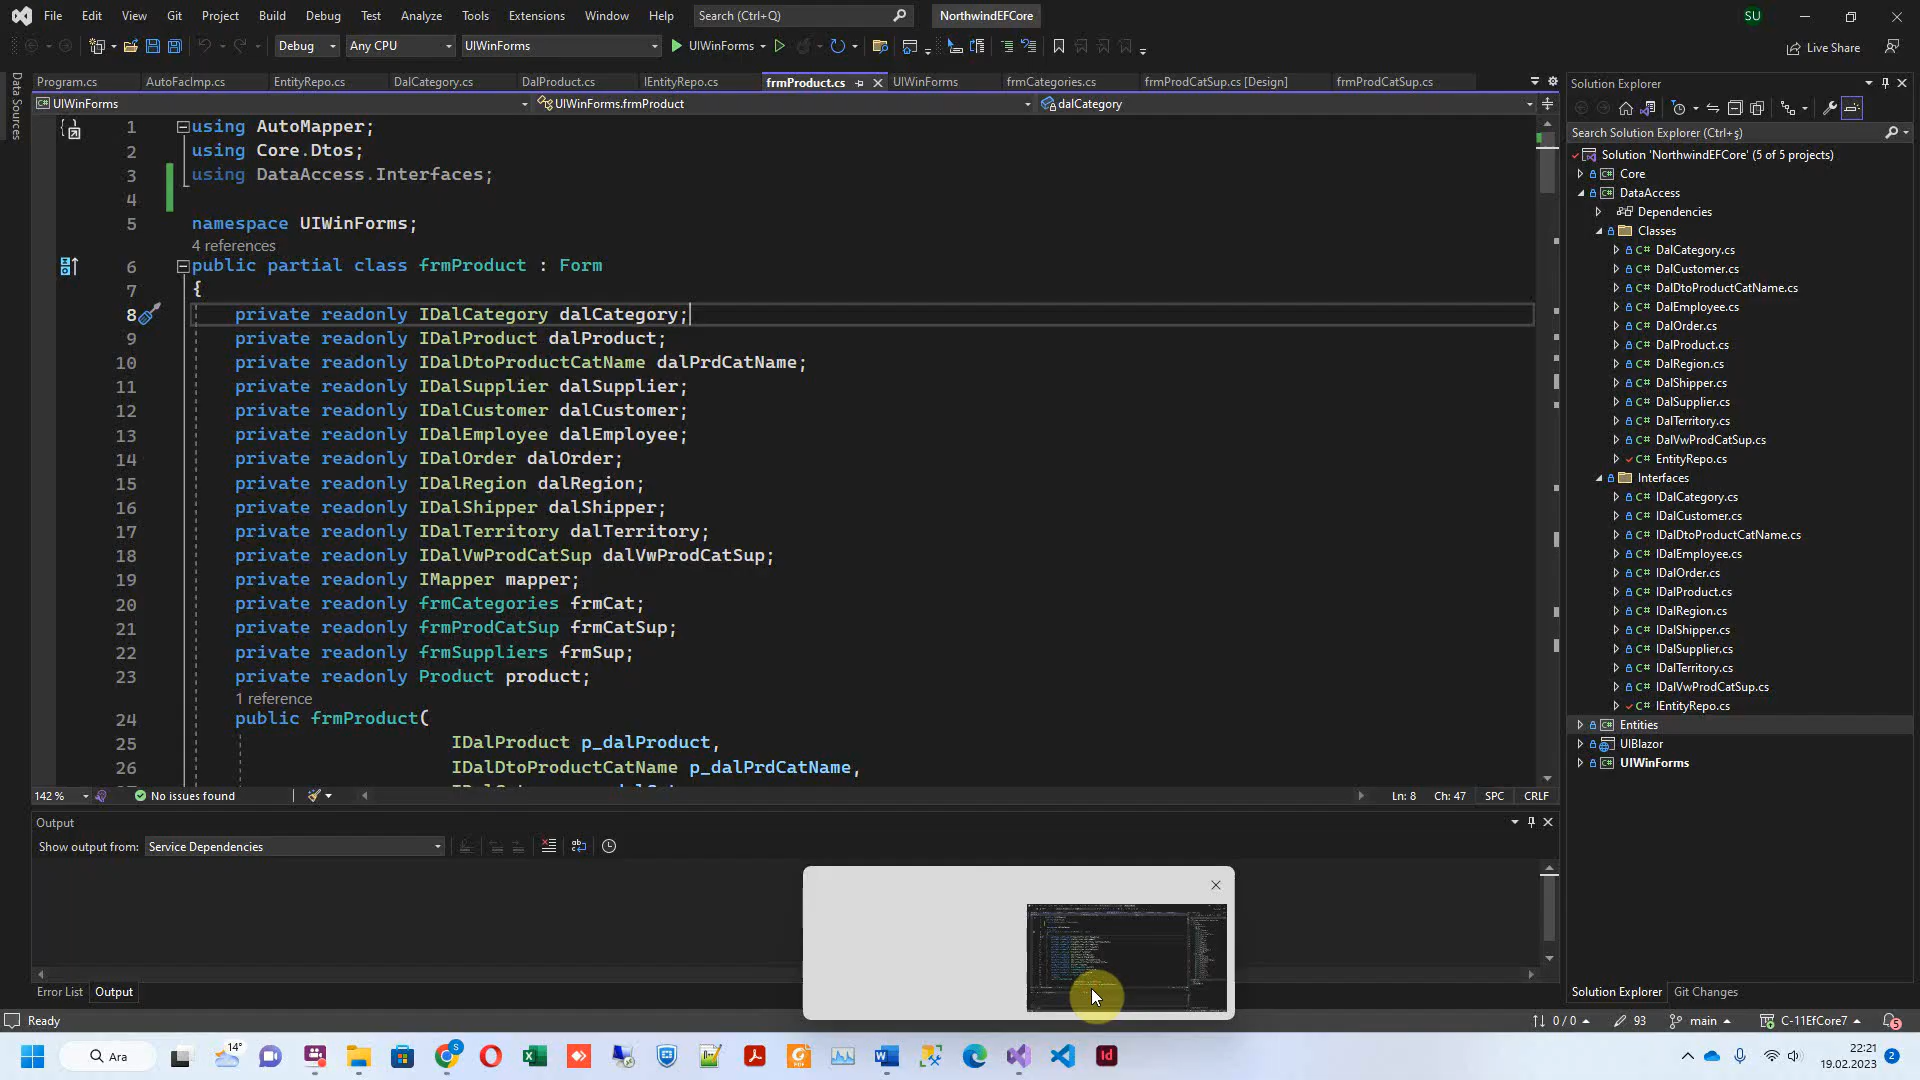 File Edit View Git Project Build Debug Test Analyze Tools Extensions Window Help Search (Ctrl+Q) NorthwindEFCore SU
Debug Any CPU UIWinForms UIWinForms Live Share
Program.cs AutoFacImp.cs EntityRepo.cs DalCategory.cs DalProduct.cs IEntityRepo.cs frmProduct.cs UIWinForms frmCategories.cs frmProdCatSup.cs [Design] frmProdCatSup.cs
UIWinForms UIWinForms.frmProduct dalCategory
Data Sources
1 using AutoMapper;
2 using Core.Dtos;
3 using DataAccess.Interfaces;
4
5 namespace UIWinForms;
4 references
6 public partial class frmProduct : Form
7 {
8 private readonly IDalCategory dalCategory;
9 private readonly IDalProduct dalProduct;
10 private readonly IDalDtoProductCatName dalPrdCatName;
11 private readonly IDalSupplier dalSupplier;
12 private readonly IDalCustomer dalCustomer;
13 private readonly IDalEmployee dalEmployee;
14 private readonly IDalOrder dalOrder;
15 private readonly IDalRegion dalRegion;
16 private readonly IDalShipper dalShipper;
17 private readonly IDalTerritory dalTerritory;
18 private readonly IDalVwProdCatSup dalVwProdCatSup;
19 private readonly IMapper mapper;
20 private readonly frmCategories frmCat;
21 private readonly frmProdCatSup frmCatSup;
22 private readonly frmSuppliers frmSup;
23 private readonly Product product;
1 reference
24 public frmProduct(
25 IDalProduct p_dalProduct,
26 IDalDtoProductCatName p_dalPrdCatName,
142 % No issues found Ln: 8 Ch: 47 SPC CRLF
Output
Show output from: Service Dependencies
Error List Output
Solution Explorer
Search Solution Explorer (Ctrl+ş)
Solution 'NorthwindEFCore' (5 of 5 projects)
Core
DataAccess
Dependencies
Classes
C# DalCategory.cs
C# DalCustomer.cs
C# DalDtoProductCatName.cs
C# DalEmployee.cs
C# DalOrder.cs
C# DalProduct.cs
C# DalRegion.cs
C# DalShipper.cs
C# DalSupplier.cs
C# DalTerritory.cs
C# DalVwProdCatSup.cs
C# EntityRepo.cs
Interfaces
C# IDalCategory.cs
C# IDalCustomer.cs
C# IDalDtoProductCatName.cs
C# IDalEmployee.cs
C# IDalOrder.cs
C# IDalProduct.cs
C# IDalRegion.cs
C# IDalShipper.cs
C# IDalSupplier.cs
C# IDalTerritory.cs
C# IDalVwProdCatSup.cs
C# IEntityRepo.cs
Entities
UIBlazor
UIWinForms
Solution Explorer Git Changes
Ready 0 / 0 93 main C-11EfCore7 5
14° Ara S Id 22:21
19.02.2023 2